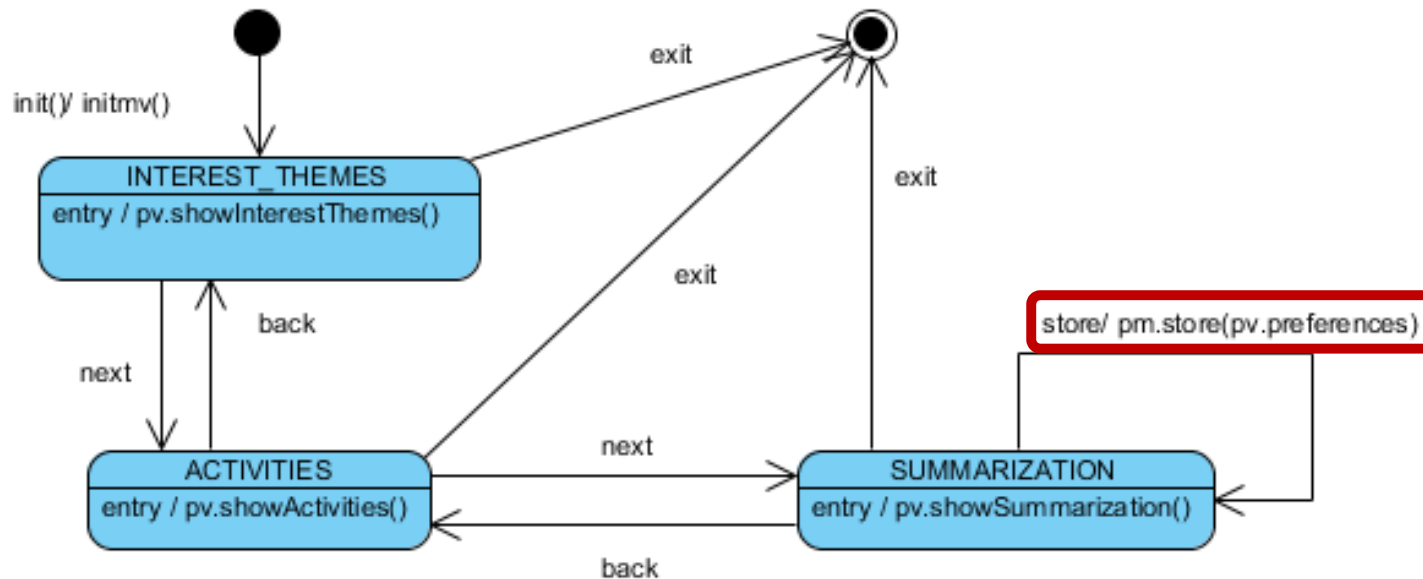 exit
init()/ initmv()
INTEREST_THEMES
entry / pv.showInterestThemes()
exit
exit
back
store/ pm.store(pv.preferences)
next
next
ACTIVITIES
entry / pv.showActivities()
SUMMARIZATION
entry / pv.showSummarization()
back